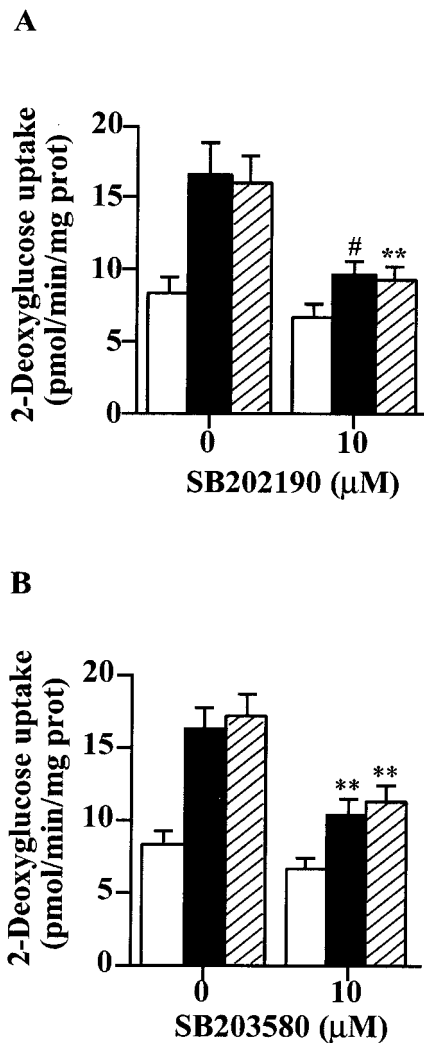 A
2-Deoxyglucose uptake
(pmol/min/mg prot)
20
15
10
5
0
# **
0 10
SB202190 (μM)
B
2-Deoxyglucose uptake
(pmol/min/mg prot)
20
15
10
5
0
** **
0 10
SB203580 (μM)